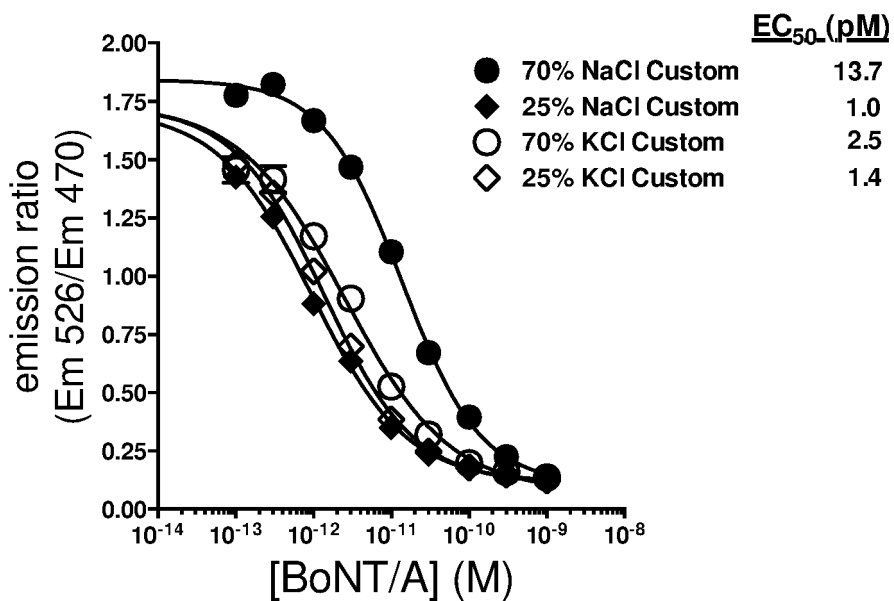 EC50 (pM)
70% NaCl Custom 13.7
25% NaCl Custom 1.0
70% KCl Custom 2.5
25% KCl Custom 1.4
emission ratio
(Em 526/Em 470)
2.00
1.75
1.50
1.25
1.00
0.75
0.50
0.25
0.00
10-14 10-13 10-12 10-11 10-10 10-9 10-8
[BoNT/A] (M)